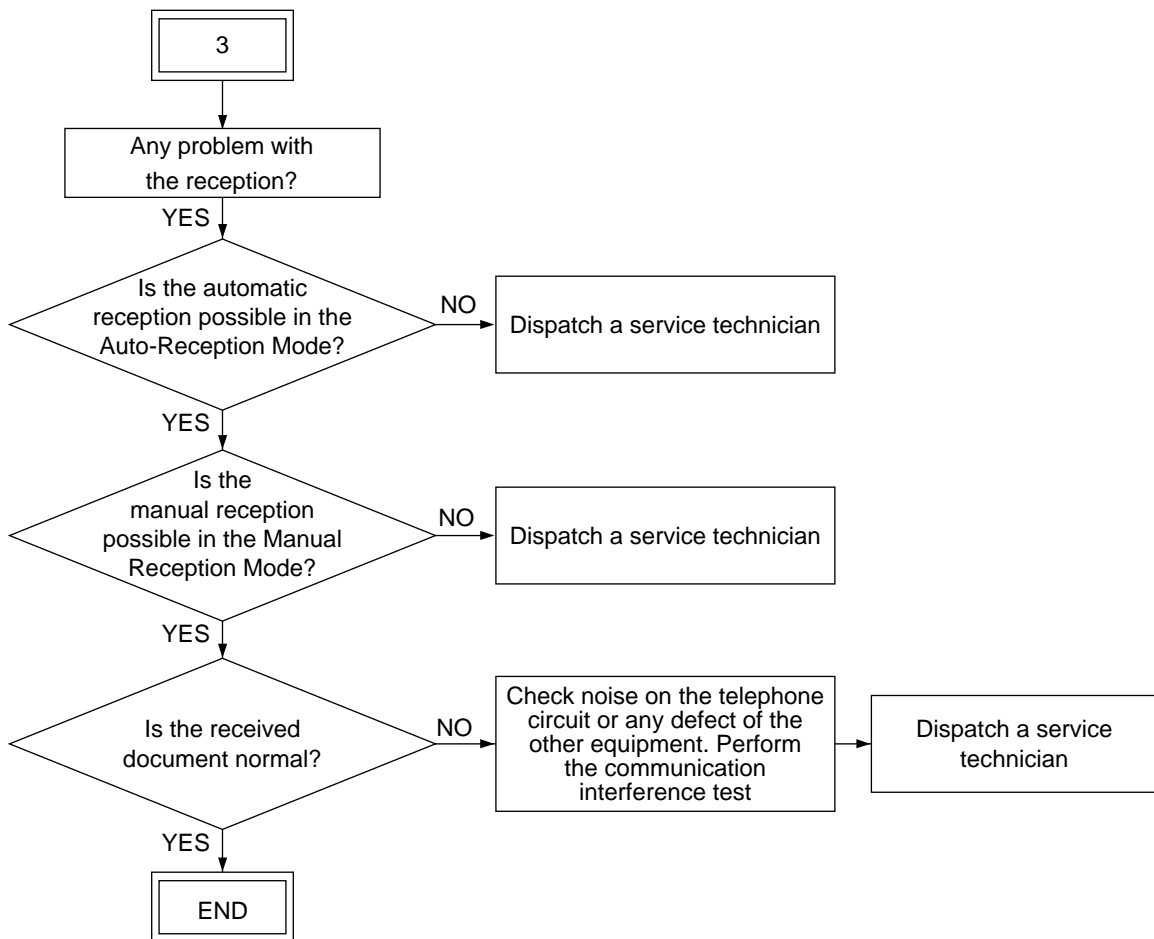 3
Any problem with
the reception?
YES
Is the automatic
reception possible in the
Auto-Reception Mode?
NO
Dispatch a service technician
YES
Is the
manual reception
possible in the Manual
Reception Mode?
NO
Dispatch a service technician
YES
Is the received
document normal?
NO
Check noise on the telephone
circuit or any defect of the
other equipment. Perform
the communication
interference test
Dispatch a service
technician
YES
END